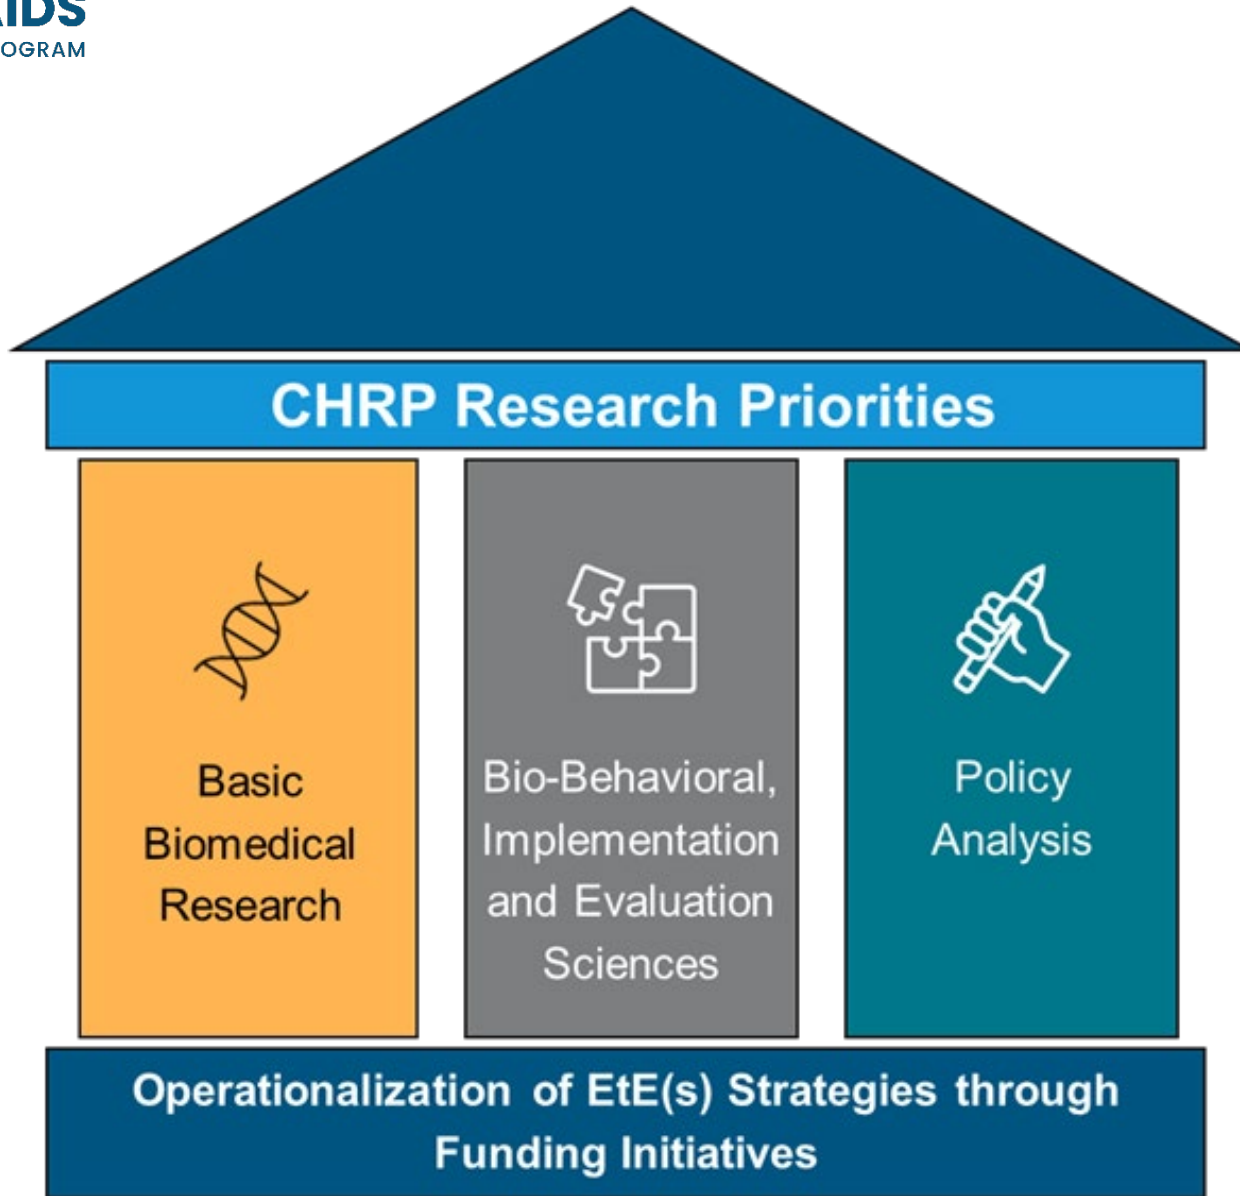 AIDS
OGRAM
CHRP Research Priorities
Basic
Biomedical
Research
Bio-Behavioral,
Implementation
and Evaluation
Sciences
Policy
Analysis
Operationalization of EtE(s) Strategies through
Funding Initiatives